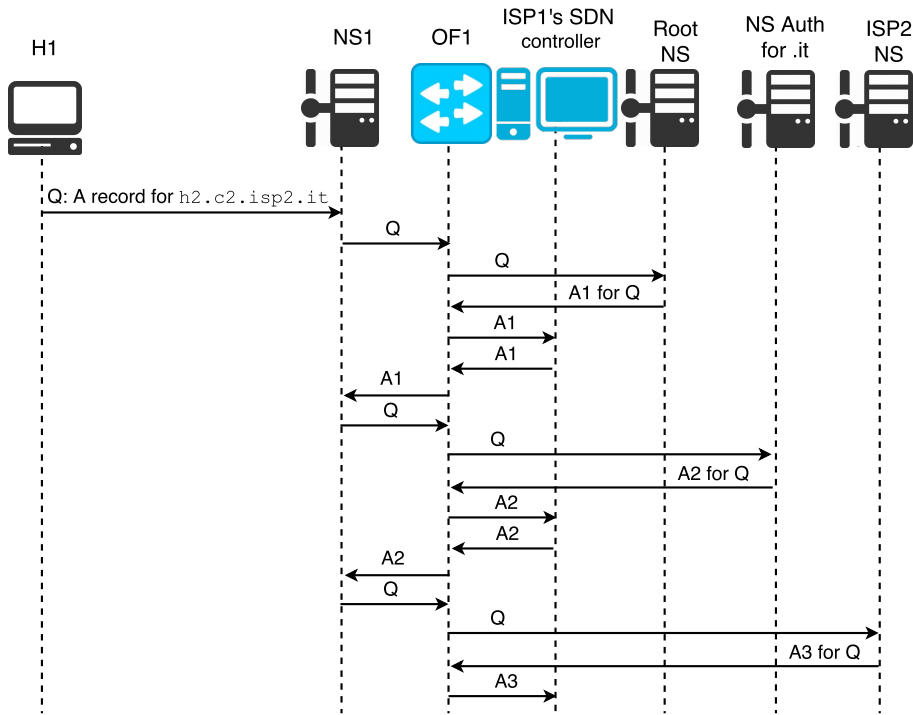 H1
NS1
OF1
ISP1's SDN
controller
Root
NS
NS Auth
for .it
ISP2
NS
Q: A record for h2.c2.isp2.it
Q
Q
A1 for Q
A1
A1
A1
Q
Q
A2 for Q
A2
A2
A2
Q
Q
A3 for Q
A3